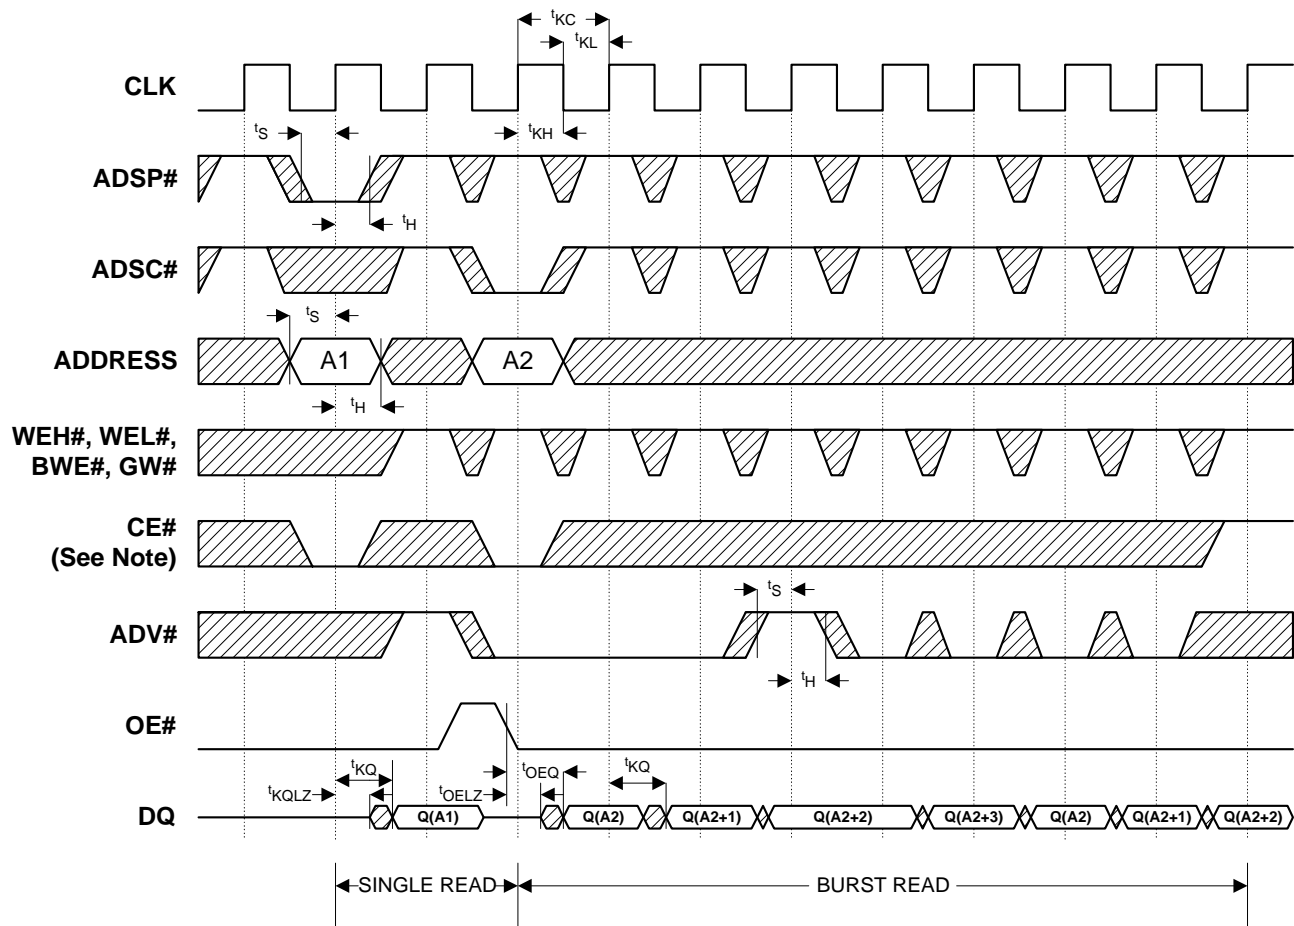 tKC
tKL
CLK
tS
tKH
ADSP#
tH
ADSC#
tS
ADDRESS
A1
A2
tH
WEH#, WEL#,
BWE#, GW#
CE#
(See Note)
tS
ADV#
tH
OE#
tKQ
tOEQ
tKQ
tKQLZ
tOELZ
DQ
Q(A1)
Q(A2)
Q(A2+1)
Q(A2+2)
Q(A2+3)
Q(A2)
Q(A2+1)
Q(A2+2)
SINGLE READ
BURST READ